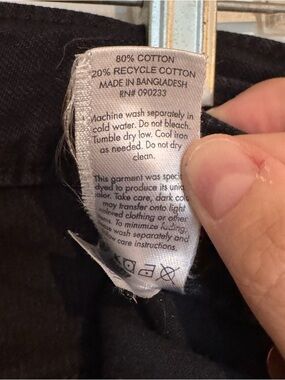 80% COTTON
20% RECYCLE COTTON
MADE IN BANGLADESH
RN# 090233
Machine wash separately in
cold water. Do not bleach.
Tumble dry low. Cool iron
as needed. Do not dry
clean.
This garment was
dyed to produce its
color. Take care, dark
may transfer onto light
clothing or other
To minimize fading,
wash separately and
care instructions.